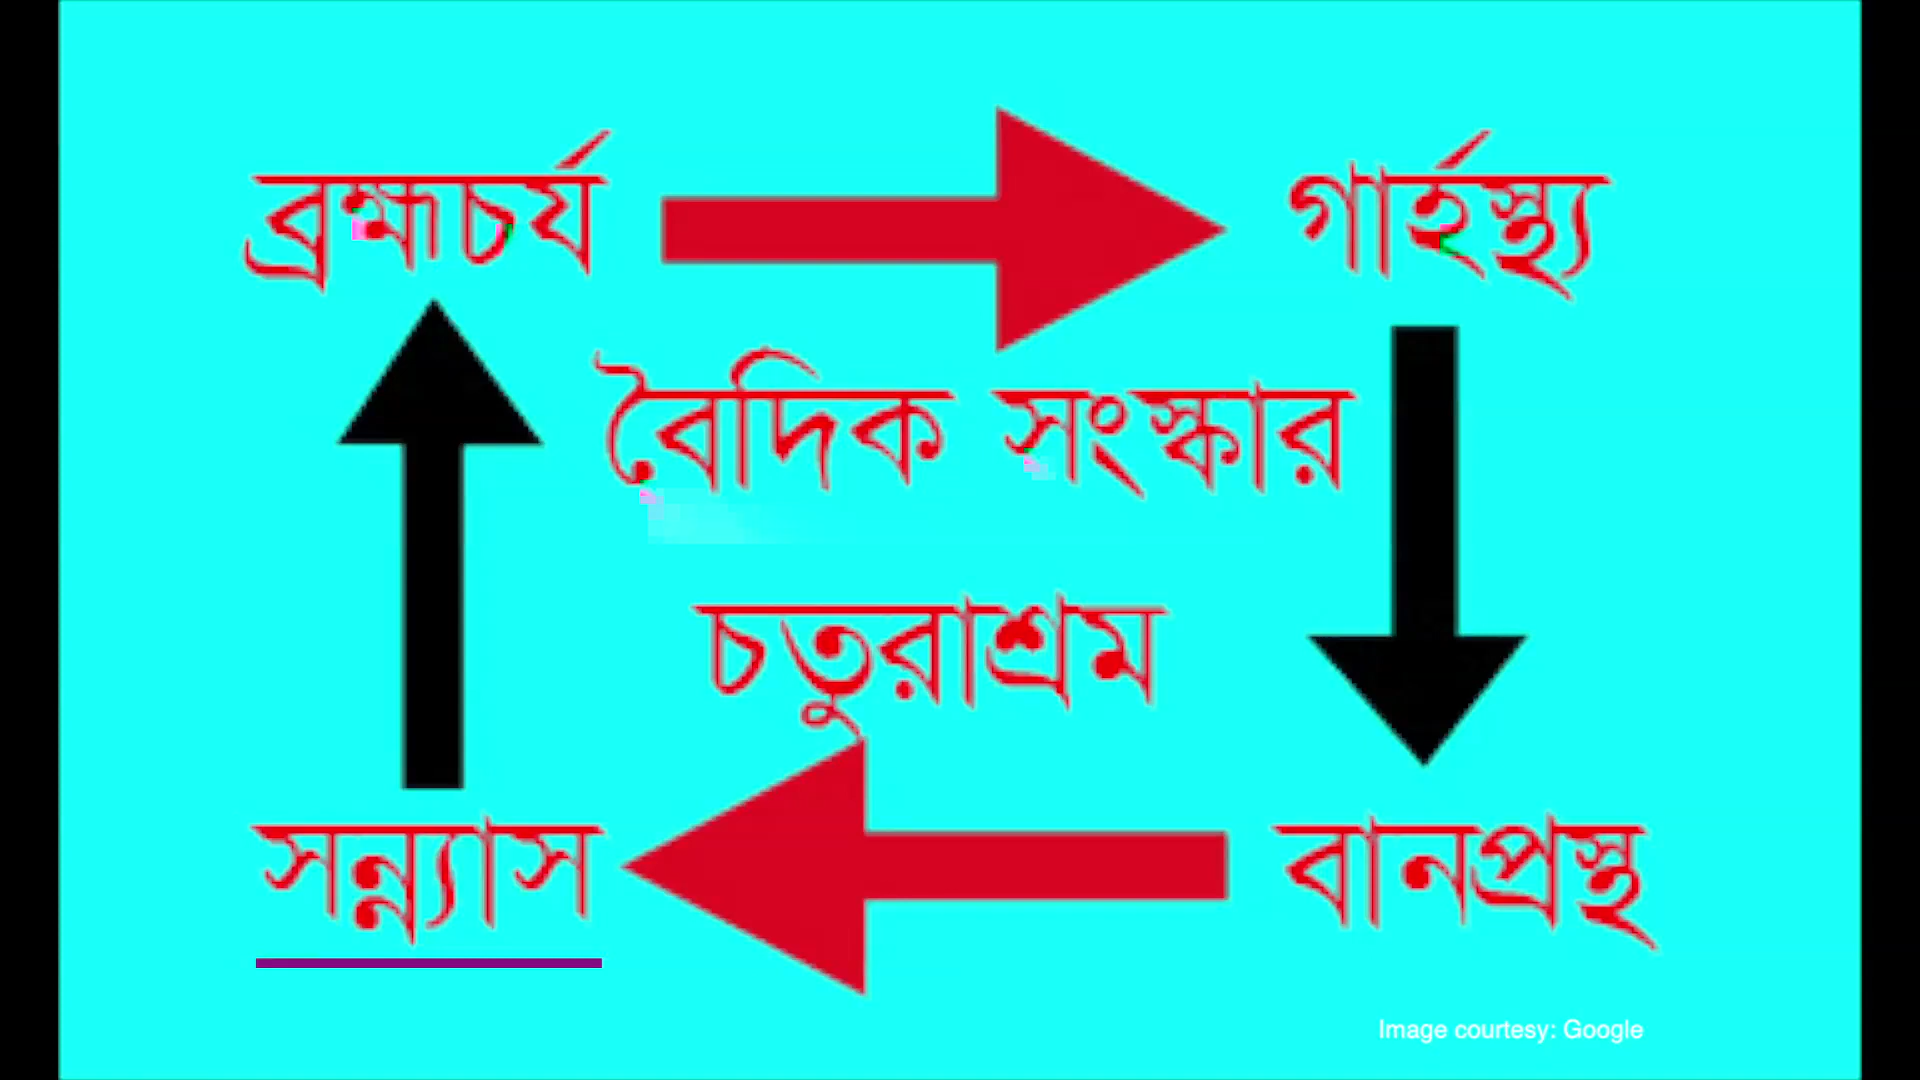 ব্রহ্মচর্য
গার্হস্থ্য
বৈদিক সংস্কার
চতুরাশ্রম
সন্ন্যাস
বানপ্রস্থ
Image courtesy: Google